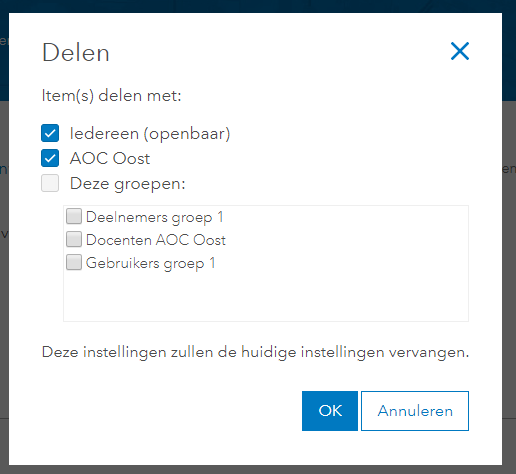 Delen
Item(s) delen met:
Iedereen (openbaar)
AOC Oost
Deze groepen:
Deelnemers groep 1
Docenten AOC Oost
Gebruikers groep 1
Deze instellingen zullen de huidige instellingen vervangen.
OK
Annuleren